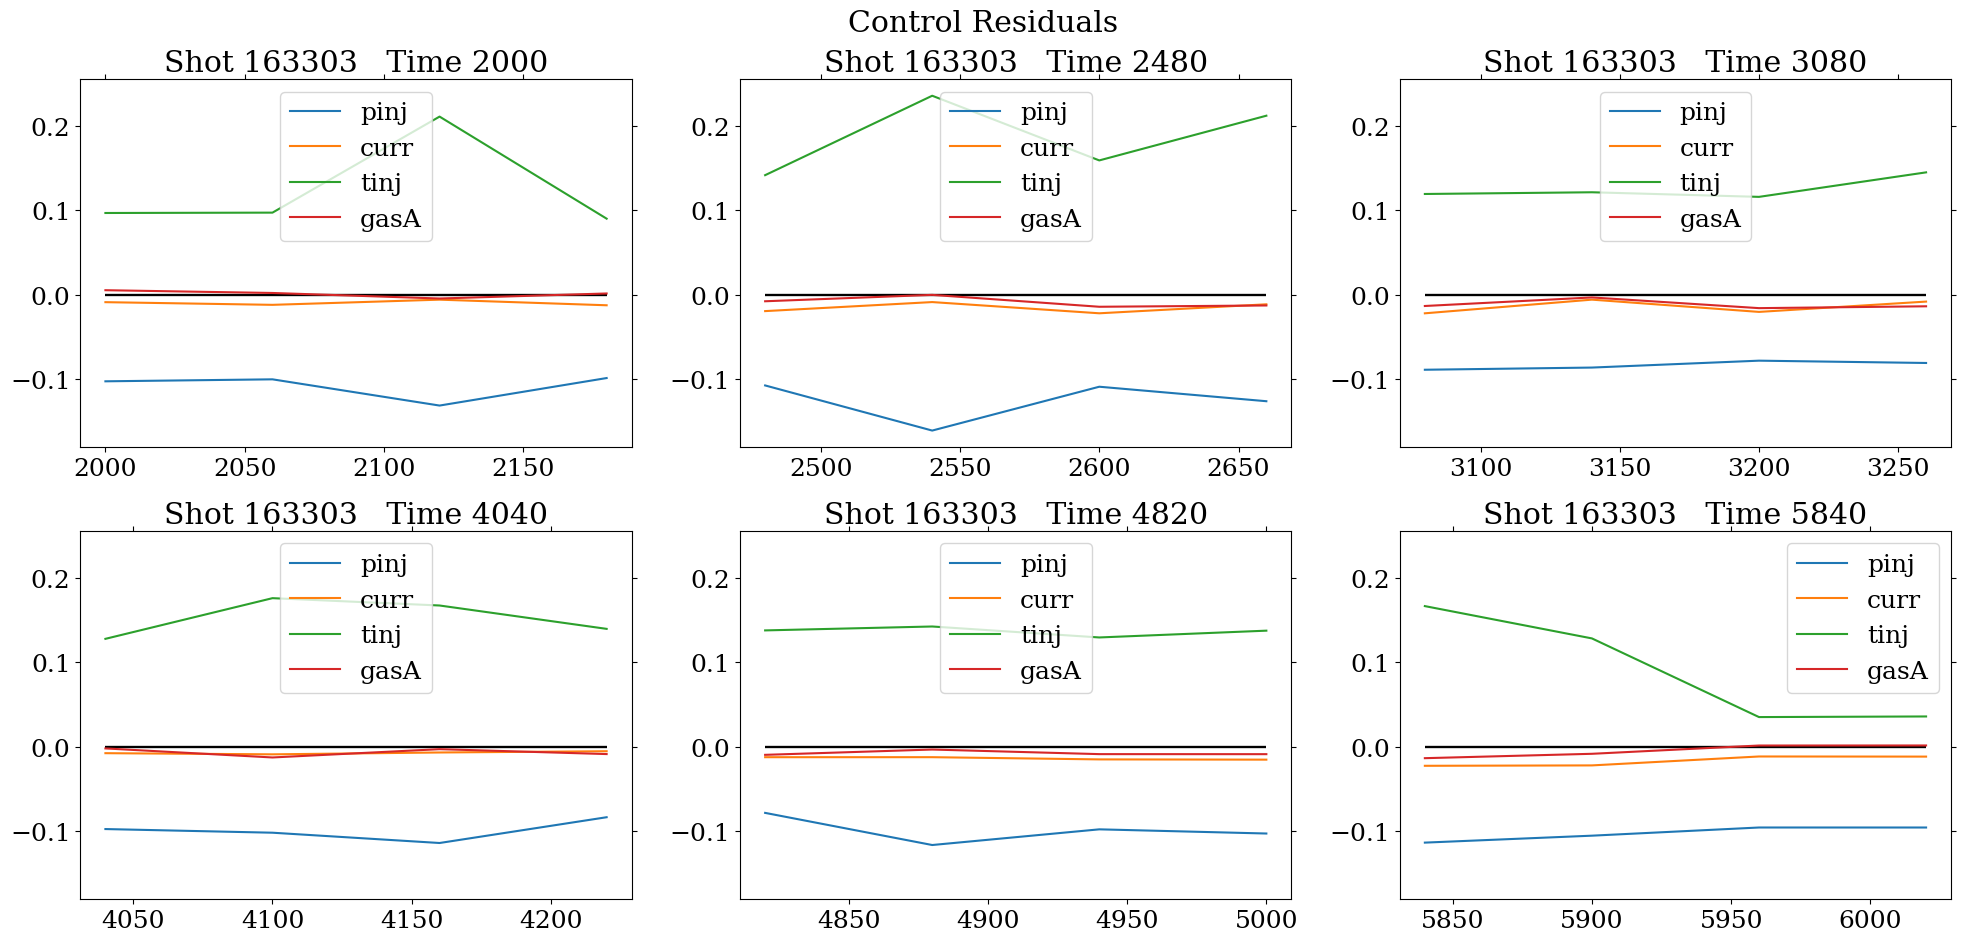 Control Residuals
Shot 163303 Time 2000
pinj
curr
tinj
gasA
0.2
0.1
0.0
−0.1
2000 2050 2100 2150
Shot 163303 Time 2480
pinj
curr
tinj
gasA
0.2
0.1
0.0
−0.1
2500 2550 2600 2650
Shot 163303 Time 3080
pinj
curr
tinj
gasA
0.2
0.1
0.0
−0.1
3100 3150 3200 3250
Shot 163303 Time 4040
pinj
curr
tinj
gasA
0.2
0.1
0.0
−0.1
4050 4100 4150 4200
Shot 163303 Time 4820
pinj
curr
tinj
gasA
0.2
0.1
0.0
−0.1
4850 4900 4950 5000
Shot 163303 Time 5840
pinj
curr
tinj
gasA
0.2
0.1
0.0
−0.1
5850 5900 5950 6000